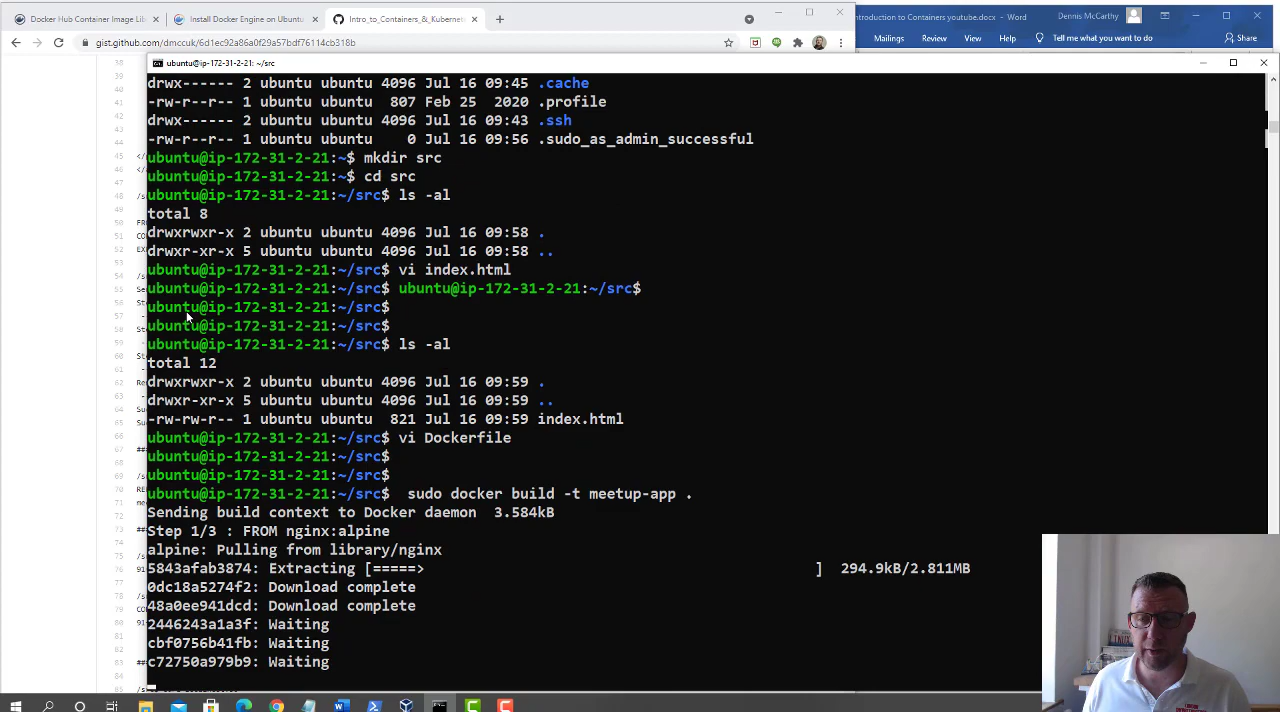 Docker Hub Container Image Lib
Install Docker Engine on Ubuntu
Intro_to_Containers_&_Kubernet
ntroduction to Containers youtube.docx - Word
Dennis McCarthy
gist.github.com/dmccuk/6d1ec92a86a0f29a57bdf76114cb318b
Mailings
Review
View
Help
Tell me what you want to do
Share
ubuntu@ip-172-31-2-21: ~/src
drwx------ 2 ubuntu ubuntu 4096 Jul 16 09:45 .cache
-rw-r--r-- 1 ubuntu ubuntu  807 Feb 25  2020 .profile
drwx------ 2 ubuntu ubuntu 4096 Jul 16 09:43 .ssh
-rw-r--r-- 1 ubuntu ubuntu    0 Jul 16 09:56 .sudo_as_admin_successful
ubuntu@ip-172-31-2-21:~$ mkdir src
ubuntu@ip-172-31-2-21:~$ cd src
ubuntu@ip-172-31-2-21:~/src$ ls -al
total 8
drwxrwxr-x 2 ubuntu ubuntu 4096 Jul 16 09:58 .
drwxr-xr-x 5 ubuntu ubuntu 4096 Jul 16 09:58 ..
ubuntu@ip-172-31-2-21:~/src$ vi index.html
ubuntu@ip-172-31-2-21:~/src$ ubuntu@ip-172-31-2-21:~/src$
ubuntu@ip-172-31-2-21:~/src$
ubuntu@ip-172-31-2-21:~/src$
ubuntu@ip-172-31-2-21:~/src$ ls -al
total 12
drwxrwxr-x 2 ubuntu ubuntu 4096 Jul 16 09:59 .
drwxr-xr-x 5 ubuntu ubuntu 4096 Jul 16 09:59 ..
-rw-rw-r-- 1 ubuntu ubuntu  821 Jul 16 09:59 index.html
ubuntu@ip-172-31-2-21:~/src$ vi Dockerfile
ubuntu@ip-172-31-2-21:~/src$
ubuntu@ip-172-31-2-21:~/src$
ubuntu@ip-172-31-2-21:~/src$  sudo docker build -t meetup-app .
Sending build context to Docker daemon  3.584kB
Step 1/3 : FROM nginx:alpine
alpine: Pulling from library/nginx
5843afab3874: Extracting [=====>                                             ]  294.9kB/2.811MB
0dc18a5274f2: Download complete
48a0ee941dcd: Download complete
2446243a1a3f: Waiting
cbf0756b41fb: Waiting
c72750a979b9: Waiting